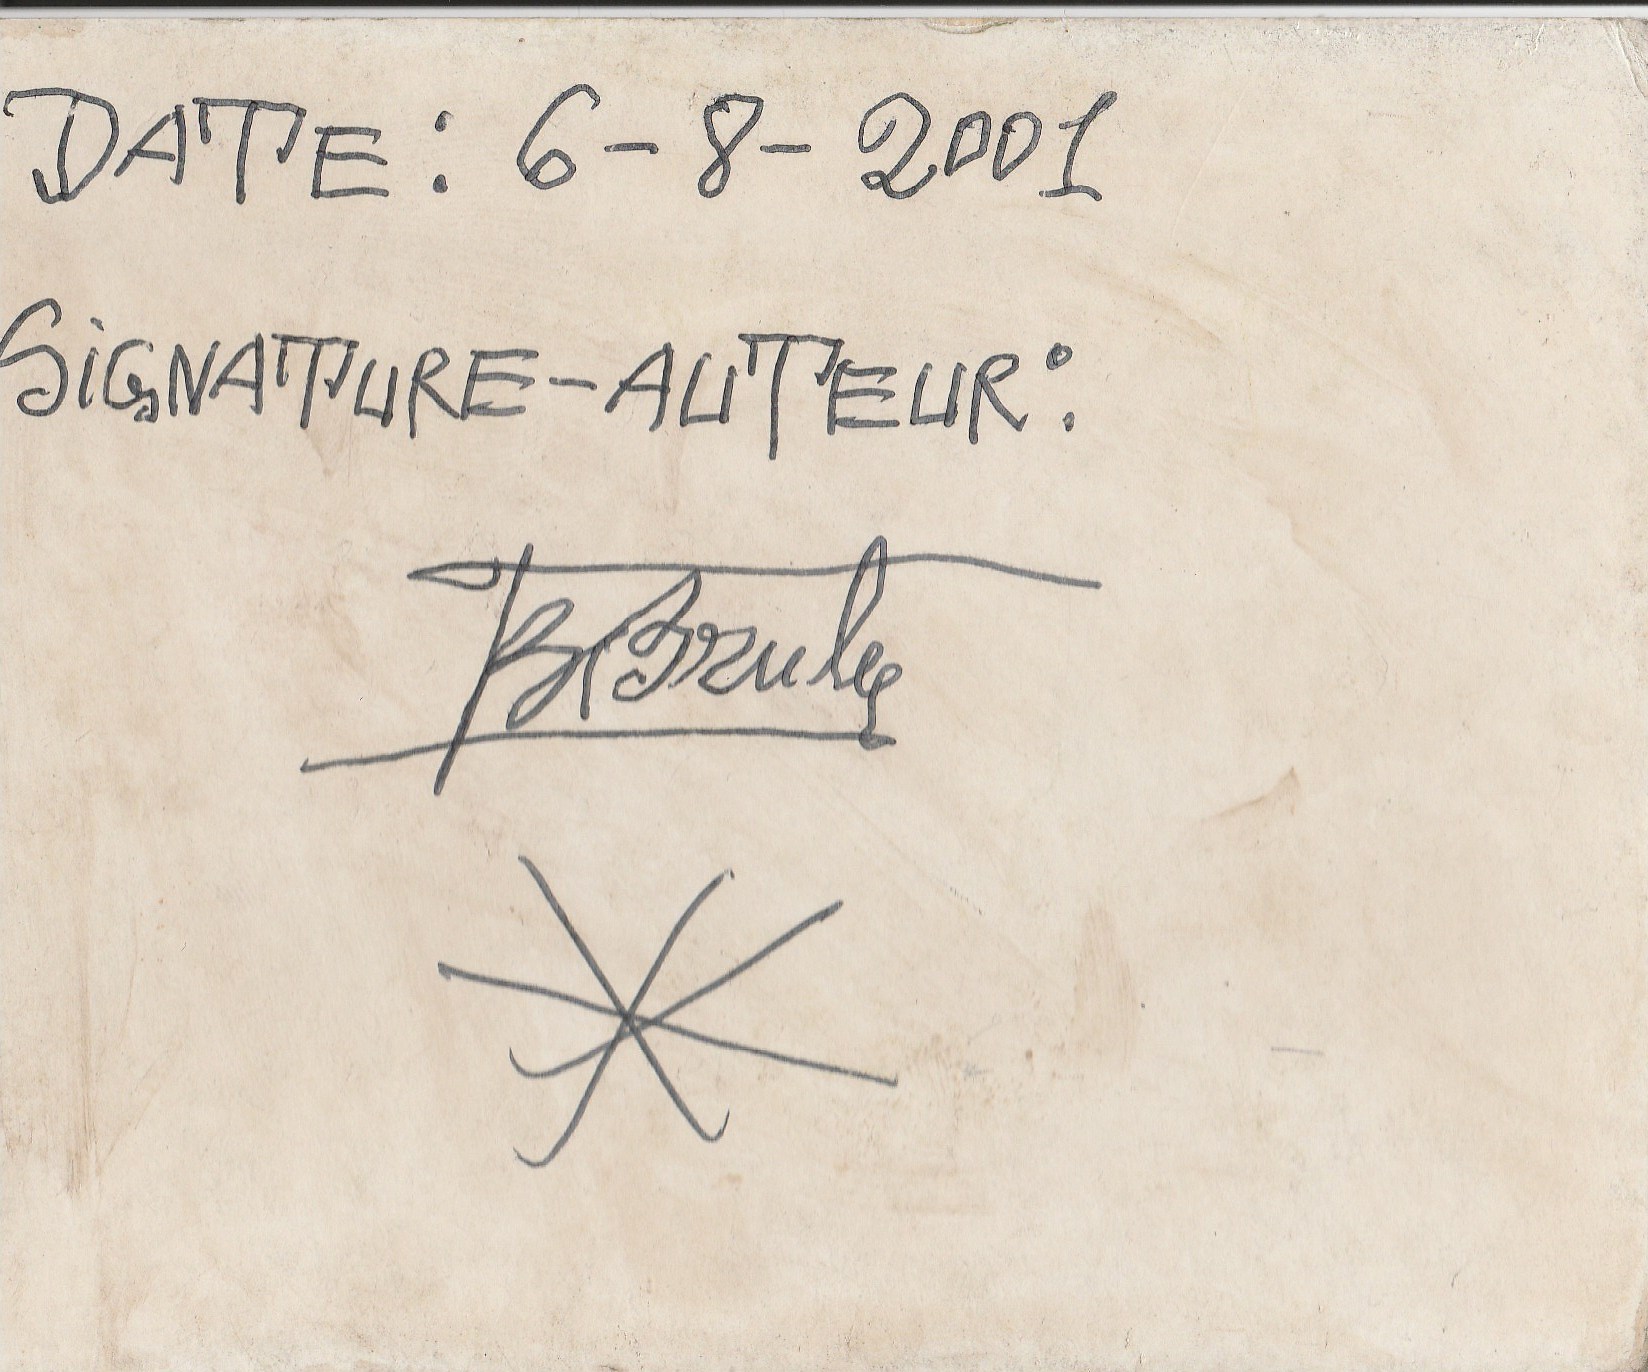 DATE: 6-8-2001
SIGNATURE-AUTEUR: